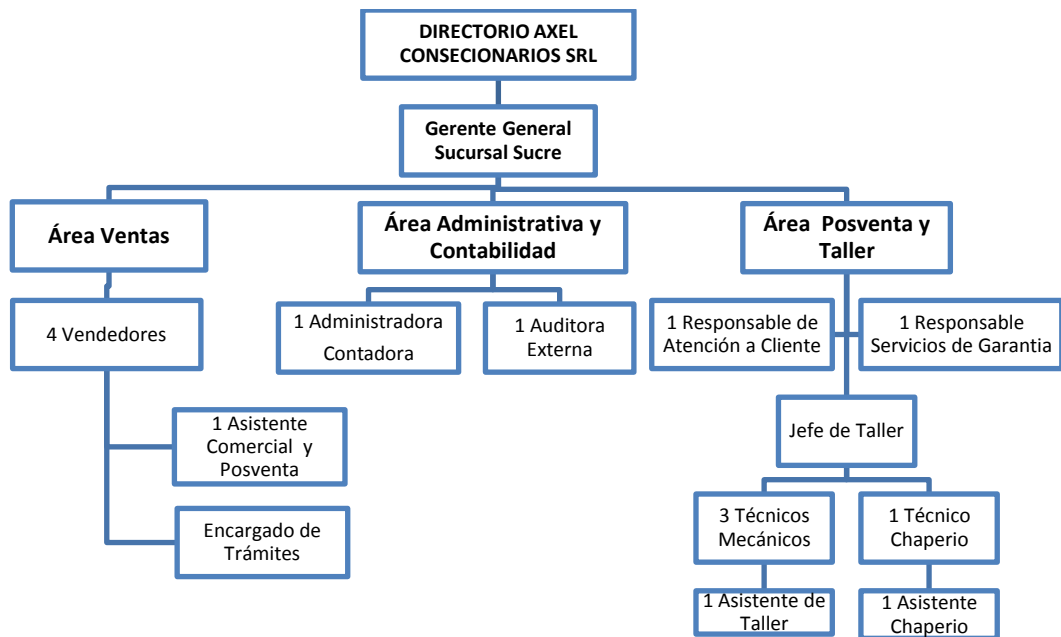 DIRECTORIO AXEL
CONSECIONARIOS SRL
Gerente General
Sucursal Sucre
Área Ventas
Área Administrativa y
Contabilidad
Área Posventa y
Taller
4 Vendedores
1 Administradora
Contadora
1 Auditora
Externa
1 Responsable de
Atención a Cliente
1 Responsable
Servicios de Garantia
1 Asistente
Comercial y
Posventa
Encargado de
Trámites
Jefe de Taller
3 Técnicos
Mecánicos
1 Técnico
Chaperio
1 Asistente de
Taller
1 Asistente
Chaperio